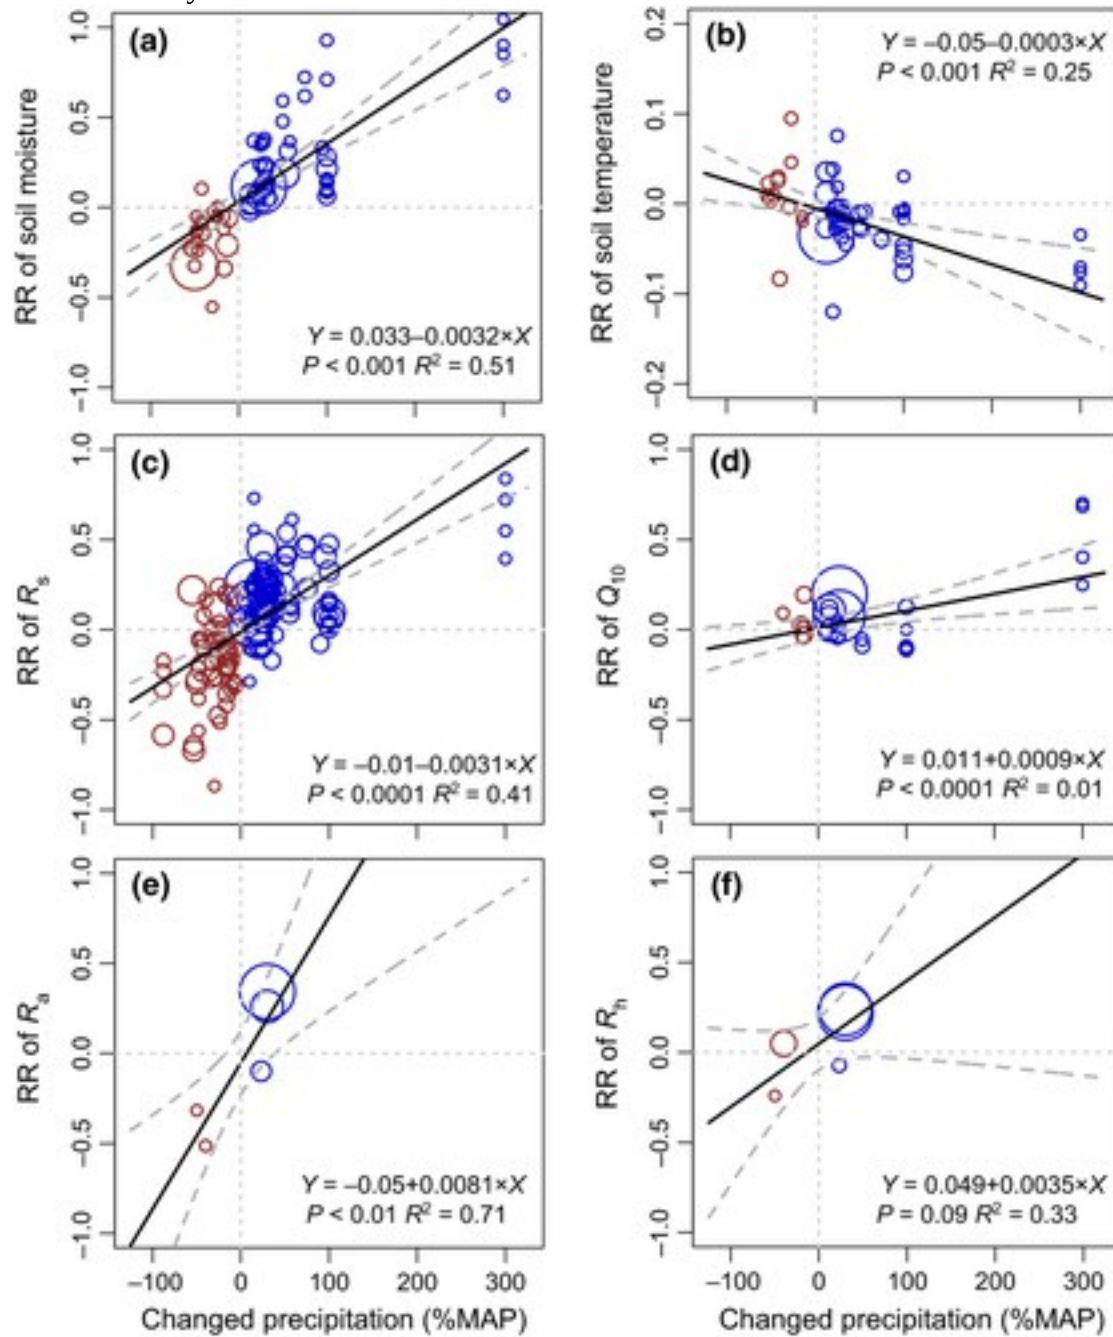 (a)
RR of soil moisture
1.0
0.5
0.0
−0.5
−1.0
Y = 0.033–0.0032×X
P < 0.001 R² = 0.51
(b)
RR of soil temperature
0.2
0.1
0.0
−0.1
−0.2
Y = −0.05–0.0003×X
P < 0.001 R² = 0.25
(c)
RR of Rs
1.0
0.5
0.0
−0.5
−1.0
Y = −0.01–0.0031×X
P < 0.0001 R² = 0.41
(d)
RR of Q10
1.0
0.5
0.0
−0.5
−1.0
Y = 0.011+0.0009×X
P < 0.0001 R² = 0.01
(e)
RR of Ra
1.0
0.5
0.0
−0.5
−1.0
Y = −0.05+0.0081×X
P < 0.01 R² = 0.71
−100 0 100 200 300
Changed precipitation (%MAP)
(f)
RR of Rh
1.0
0.5
0.0
−0.5
−1.0
Y = 0.049+0.0035×X
P = 0.09 R² = 0.33
−100 0 100 200 300
Changed precipitation (%MAP)